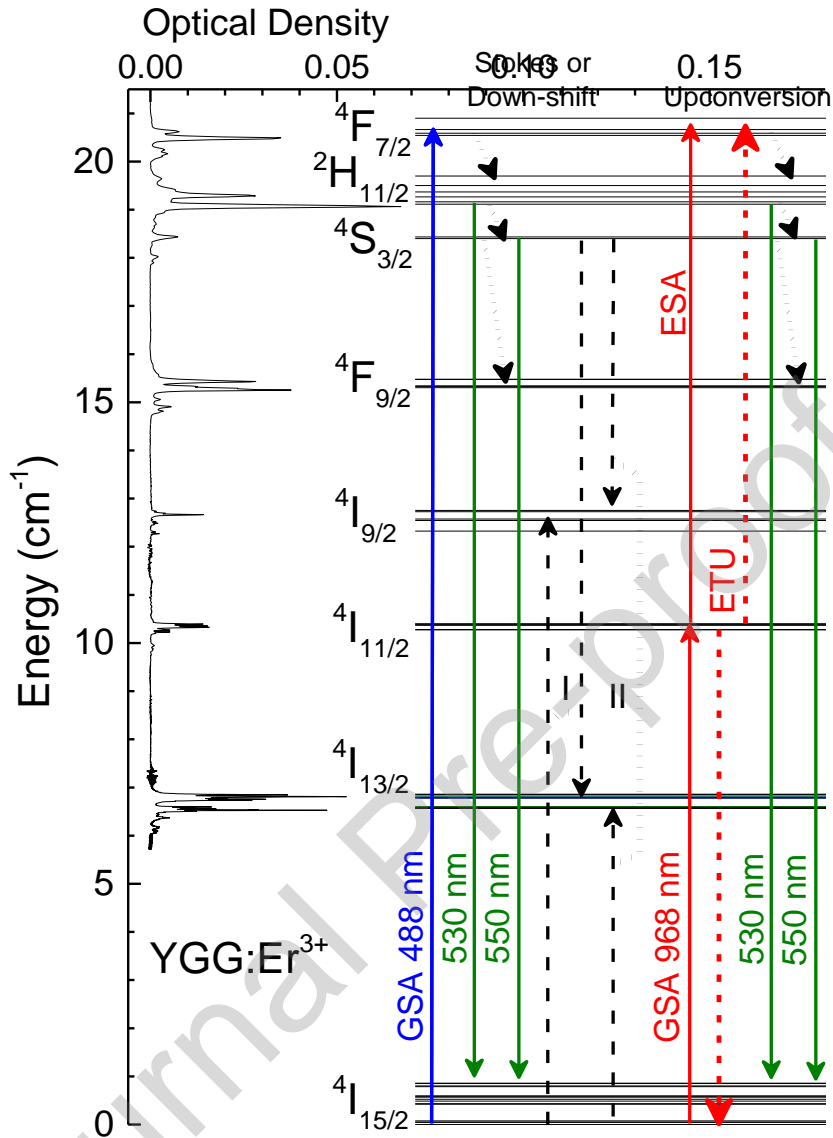 Optical Density
0.00 0.05 0.10 0.15
Stokes or
Down-shift Upconversion
⁴F₇/₂
20
²H₁₁/₂
⁴S₃/₂
ESA
⁴F₉/₂
15
Energy (cm⁻¹)
⁴I₉/₂
ETU
⁴I₁₁/₂
10
I II
⁴I₁₃/₂
5
GSA 488 nm
530 nm
550 nm
GSA 968 nm
530 nm
550 nm
YGG:Er³⁺
⁴I₁₅/₂
0
urnal Pre-proof